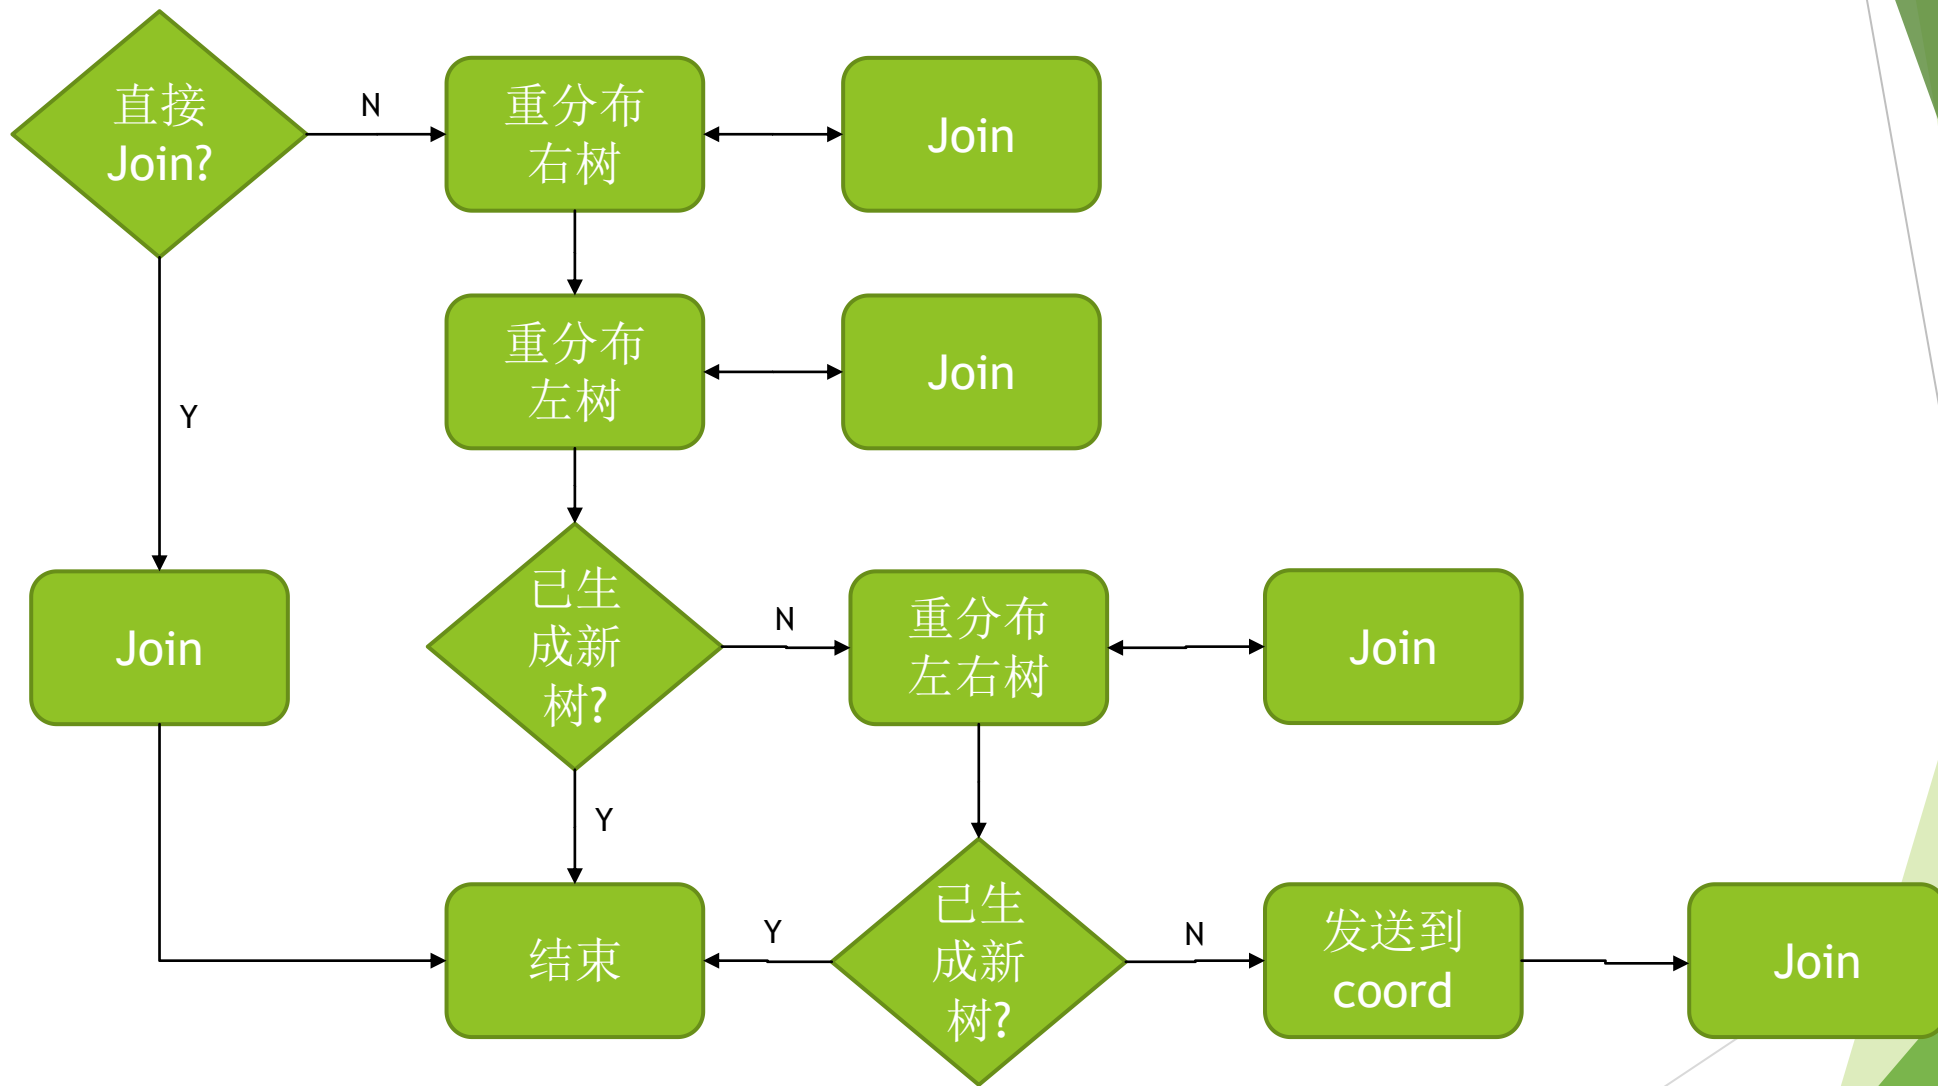 直接
Join?
N
重分布
右树
Join
重分布
左树
Join
Y
Join
已生
成新
树?
N
重分布
左右树
Join
Y
结束
Y
已生
成新
树?
N
发送到
coord
Join